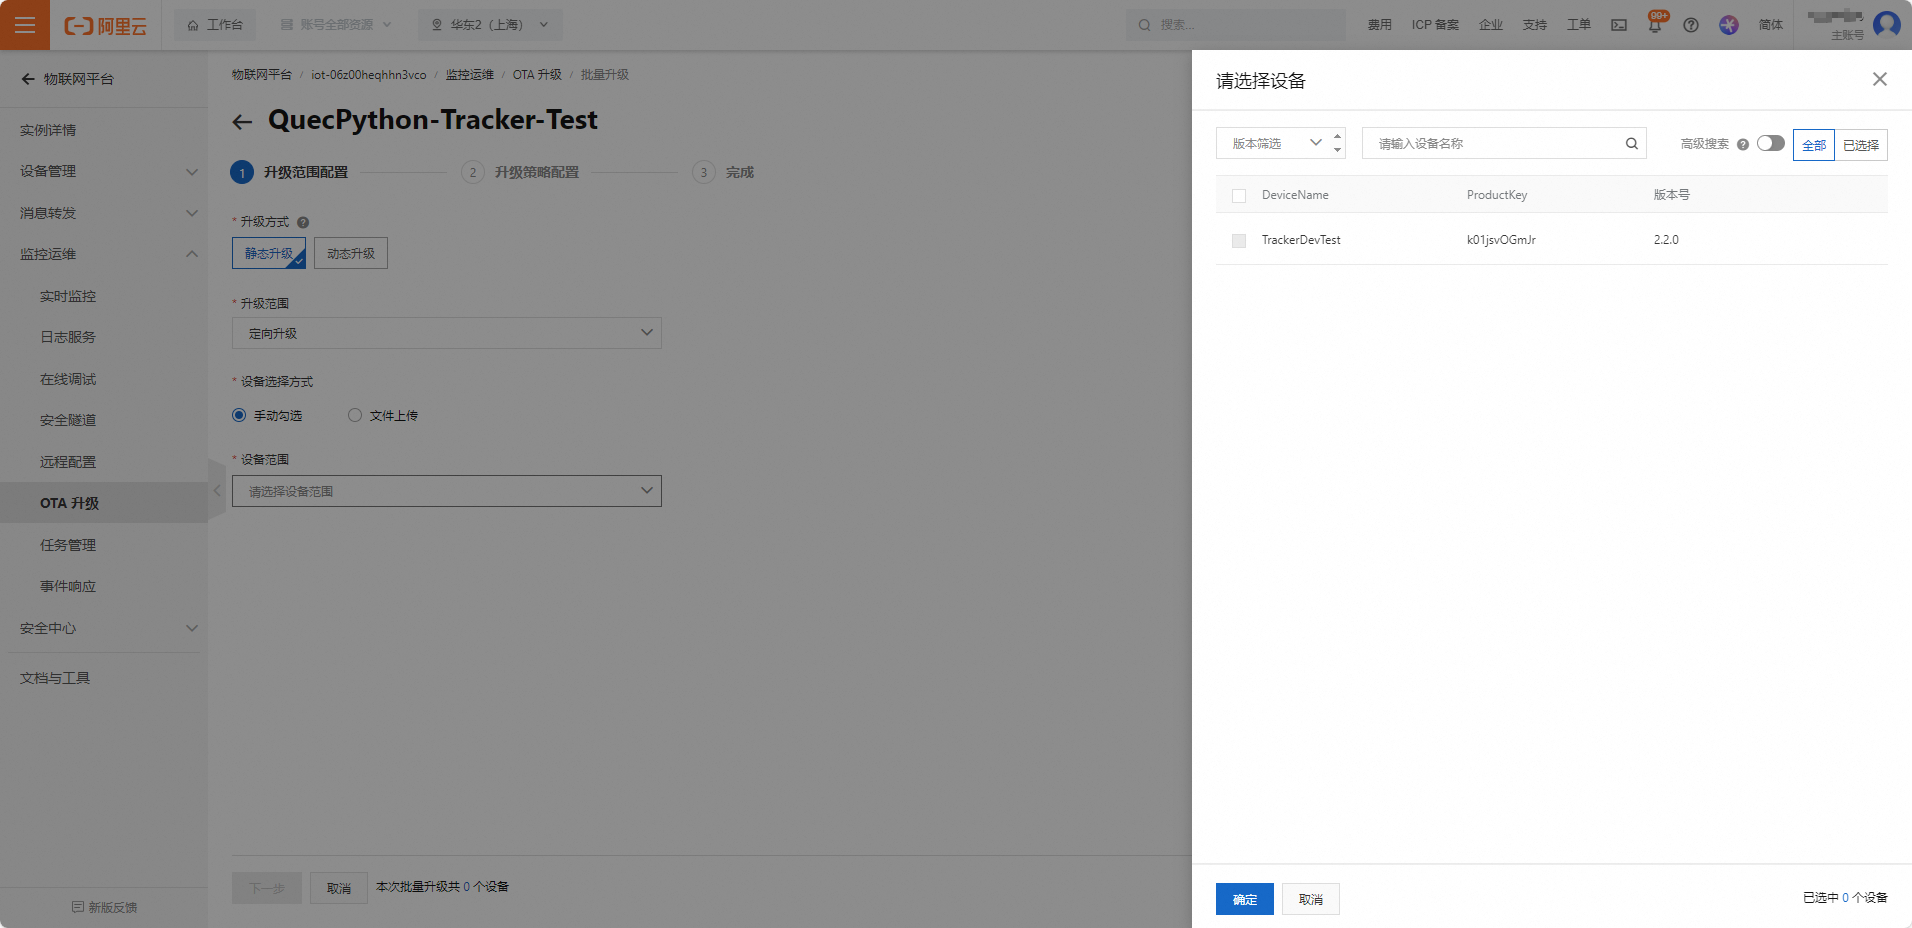 阿里云
工作台
账号全部资源
华东2（上海）
搜索...
费用
ICP 备案
企业
支持
工单
99+
简体
主账号
物联网平台
实例详情
设备管理
消息转发
监控运维
实时监控
日志服务
在线调试
安全隧道
远程配置
OTA 升级
任务管理
事件响应
安全中心
文档与工具
新版反馈
物联网平台 / iot-06z00heqhhn3vco / 监控运维 / OTA 升级 / 批量升级
QuecPython-Tracker-Test
1 升级范围配置
2 升级策略配置
3 完成
* 升级方式
静态升级
动态升级
* 升级范围
定向升级
* 设备选择方式
手动勾选
文件上传
* 设备范围
请选择设备范围
下一步
取消
本次批量升级共 0 个设备
请选择设备
版本筛选
请输入设备名称
高级搜索
全部
已选择
DeviceName ProductKey 版本号
TrackerDevTest k01jsvOGmJr 2.2.0
确定
取消
已选中 0 个设备